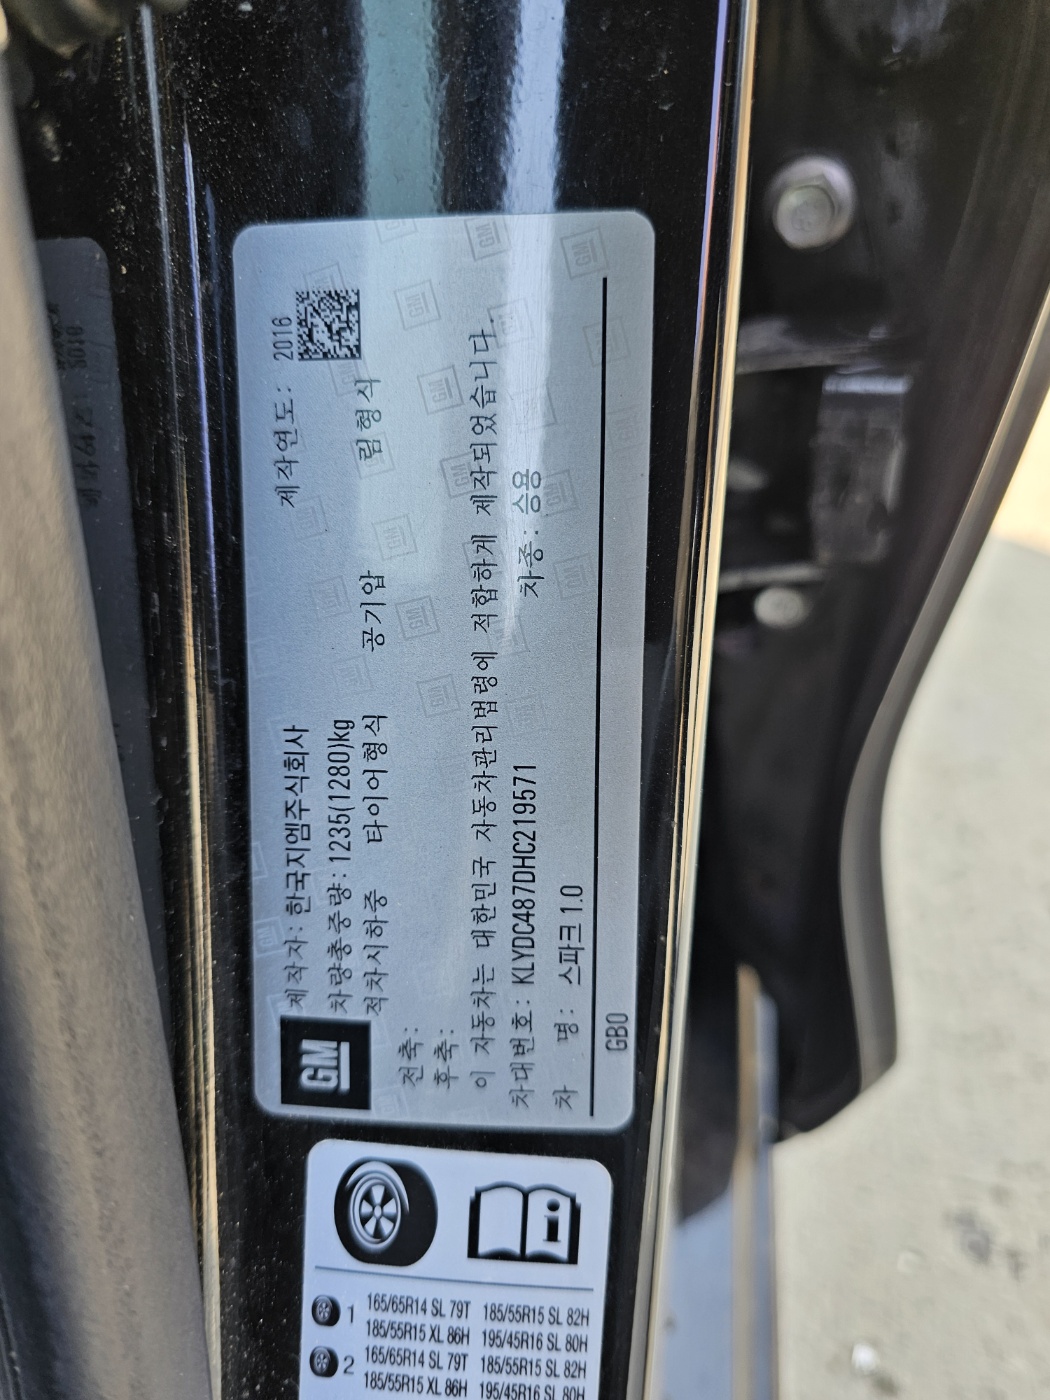 GM
제작자: 한국지엠주식회사 제작연도: 2016
차량총중량: 1235(1280)kg
적차시하중 타이어형식 공기압 림형식
전축:
후축:
이 자동차는 대한민국 자동차관리법령에 적합하게 제작되었습니다.
차대번호: KLYDC487DHC219571 차종: 승용
차 명: 스파크 1.0
GB0
1 165/65R14 SL 79T 185/55R15 SL 82H
185/55R15 XL 86H 195/45R16 SL 80H
2 165/65R14 SL 79T 185/55R15 SL 82H
185/55R15 XL 86H 195/45R16 SL 80H